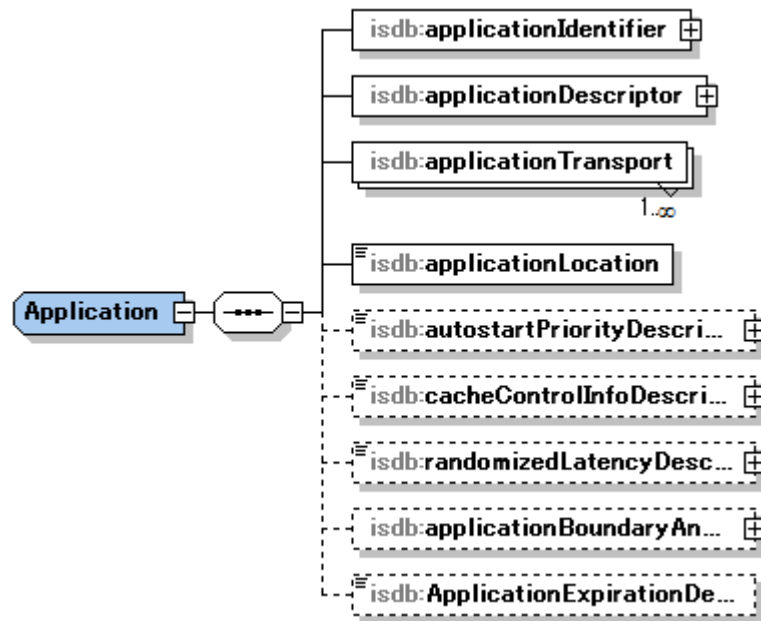 isdb:applicationIdentifier
isdb:applicationDescriptor
isdb:applicationTransport
1..∞
isdb:applicationLocation
Application
isdb:autostartPriorityDescri...
isdb:cacheControlInfoDescri...
isdb:randomizedLatencyDesc...
isdb:applicationBoundaryAn...
isdb:ApplicationExpirationDe...